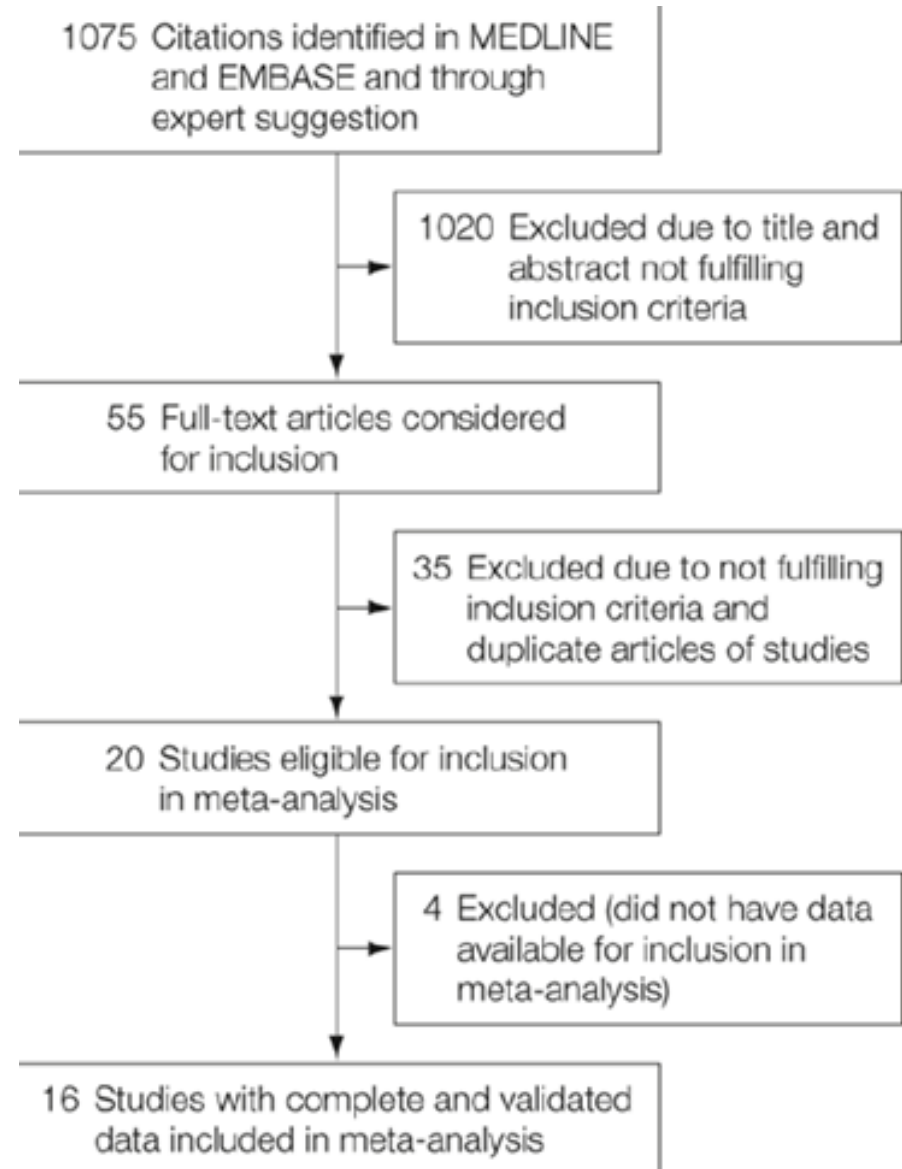 1075 Citations identified in MEDLINE
and EMBASE and through
expert suggestion
1020 Excluded due to title and
abstract not fulfilling
inclusion criteria
55 Full-text articles considered
for inclusion
35 Excluded due to not fulfilling
inclusion criteria and
duplicate articles of studies
20 Studies eligible for inclusion
in meta-analysis
4 Excluded (did not have data
available for inclusion in
meta-analysis)
16 Studies with complete and validated
data included in meta-analysis